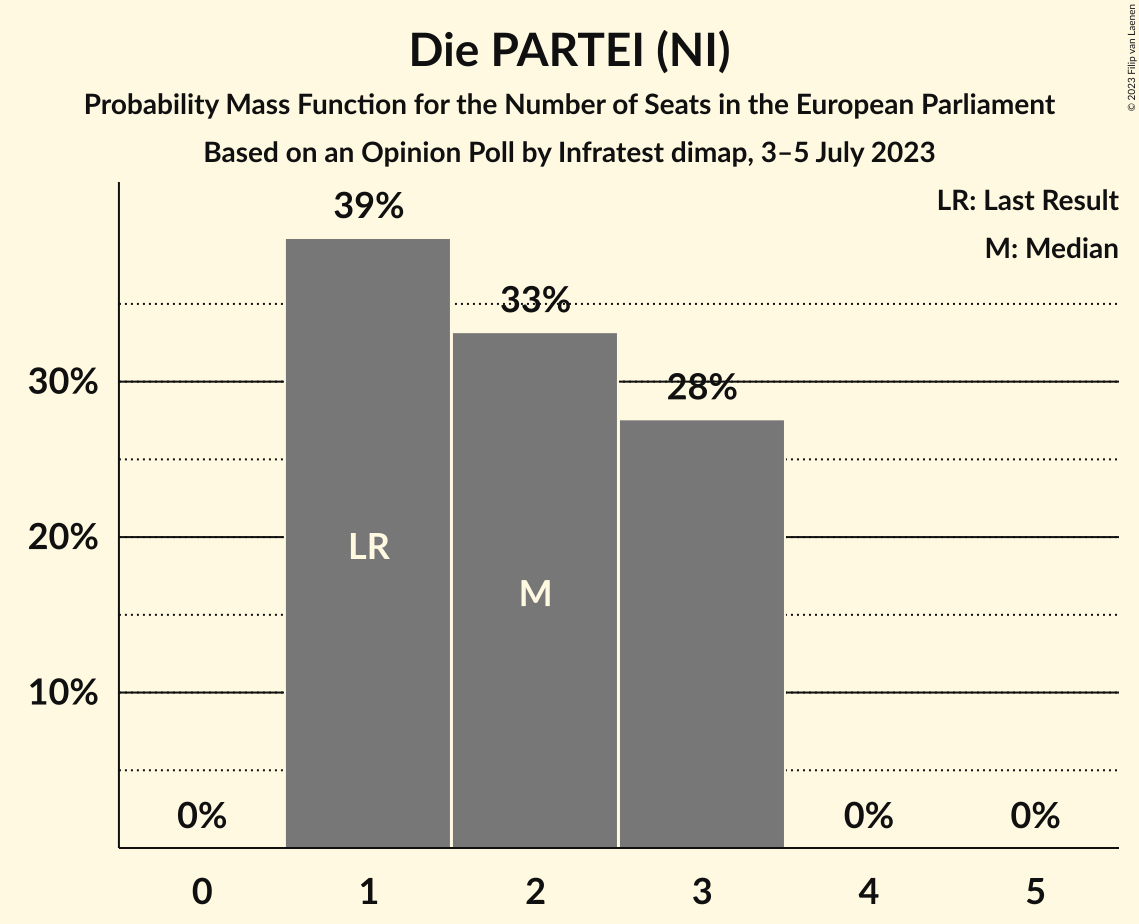 Die PARTEI (NI)
Probability Mass Function for the Number of Seats in the European Parliament
Based on an Opinion Poll by Infratest dimap, 3–5 July 2023
© 2023 Filip van Laenen
LR: Last Result
M: Median
39%
33%
28%
30%
20%
10%
LR
M
0%
0%
0%
0
1
2
3
4
5